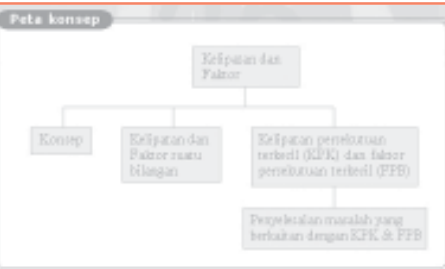 Peta konsep
Kelipatan dan
Faktor
Konsep
Kelipatan dan
Faktor suatu
bilangan
Kelipatan persekutuan
terkecil (KPK) dan faktor
persekutuan terkecil (FPB)
Penyelesaian masalah yang
berkaitan dengan KPK & FPB